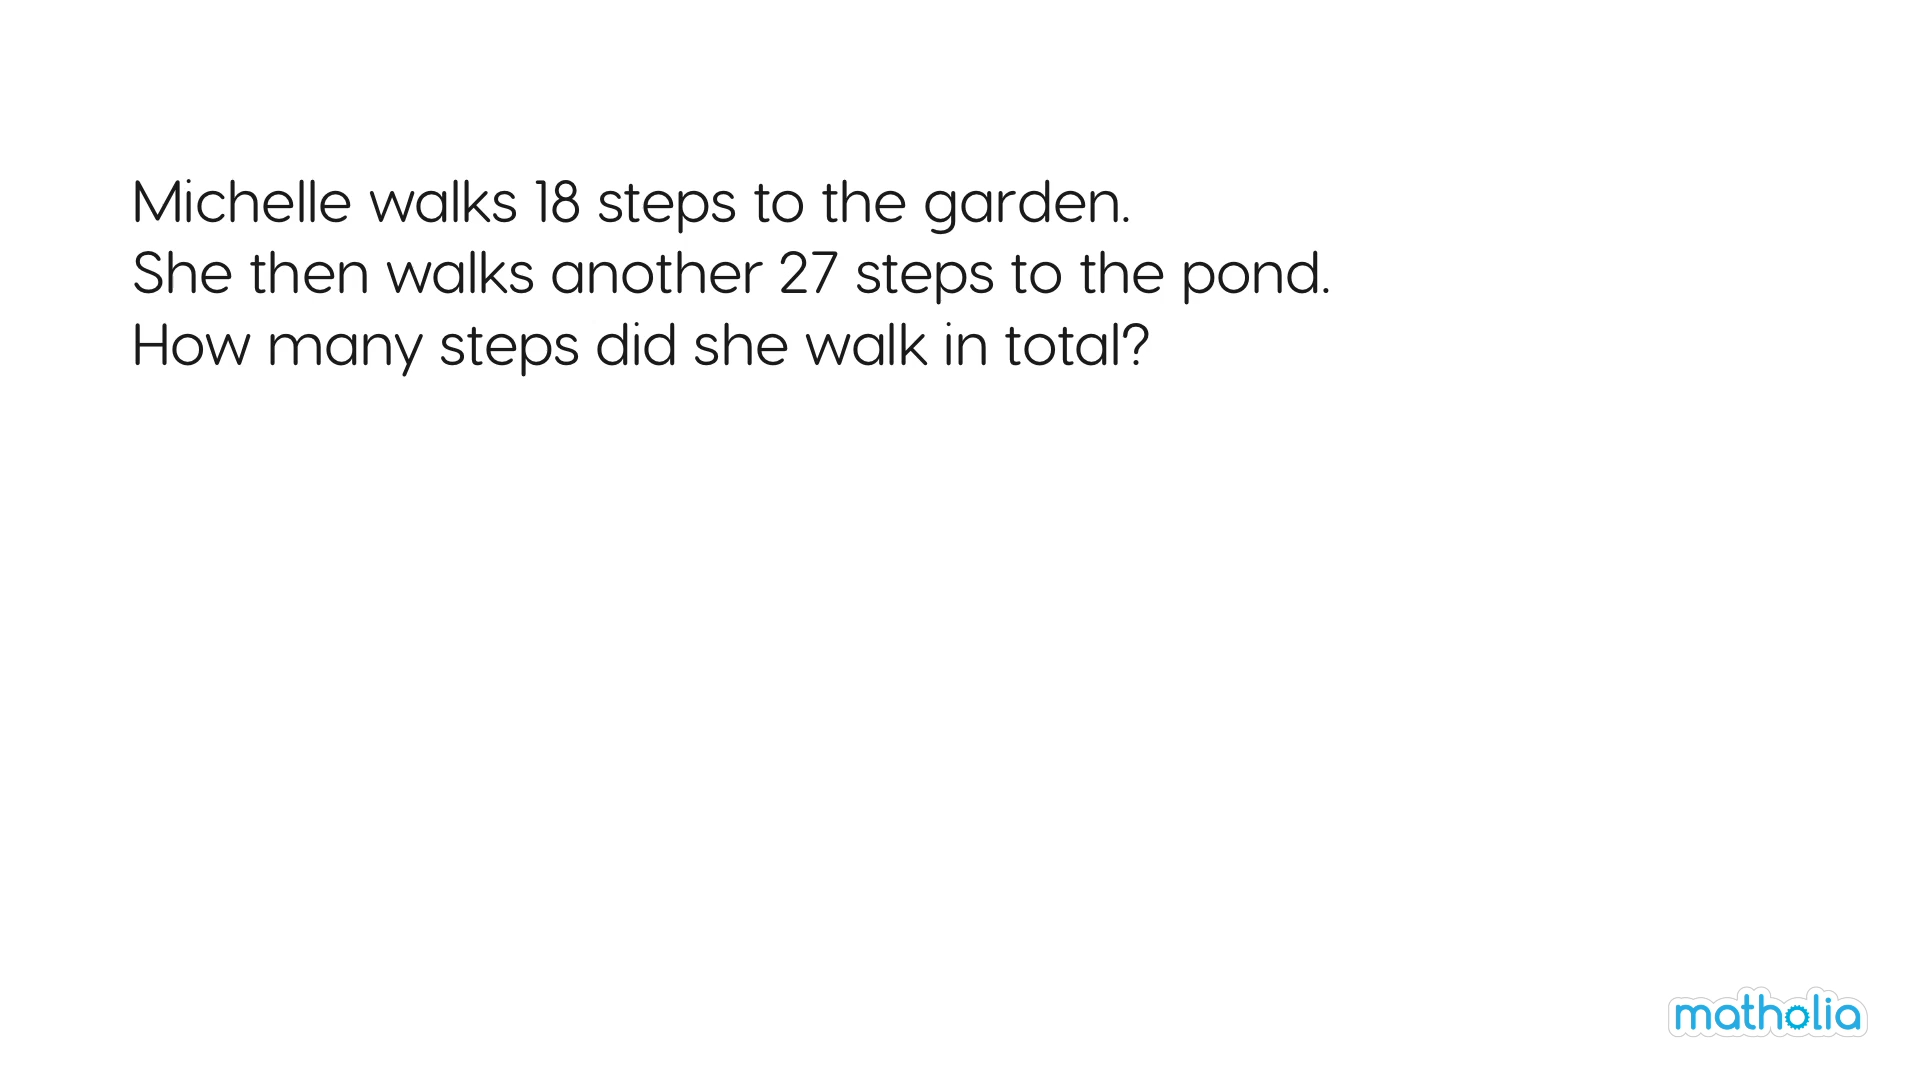 Michelle walks 18 steps to the garden.
She then walks another 27 steps to the pond.
How many steps did she walk in total?
matholia